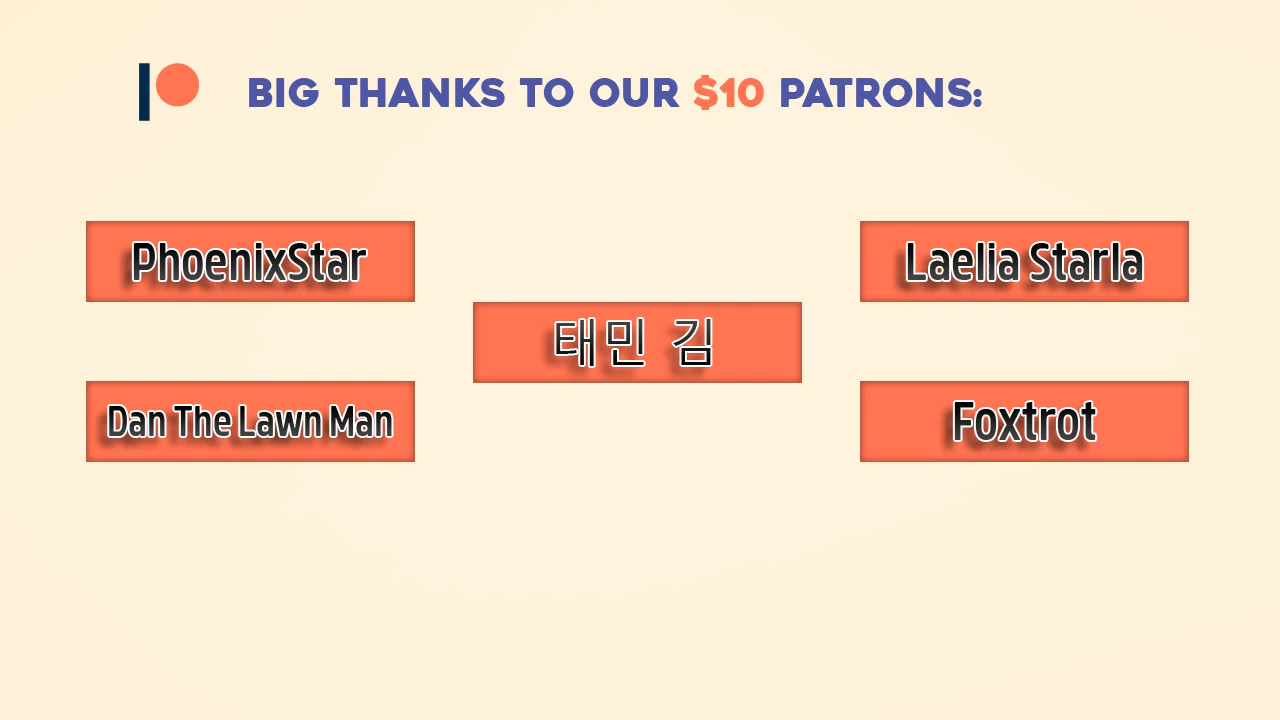 BIG THANKS TO OUR $10 PATRONS:
PhoenixStar
Laelia Starla
태민 김
Dan The Lawn Man
Foxtrot